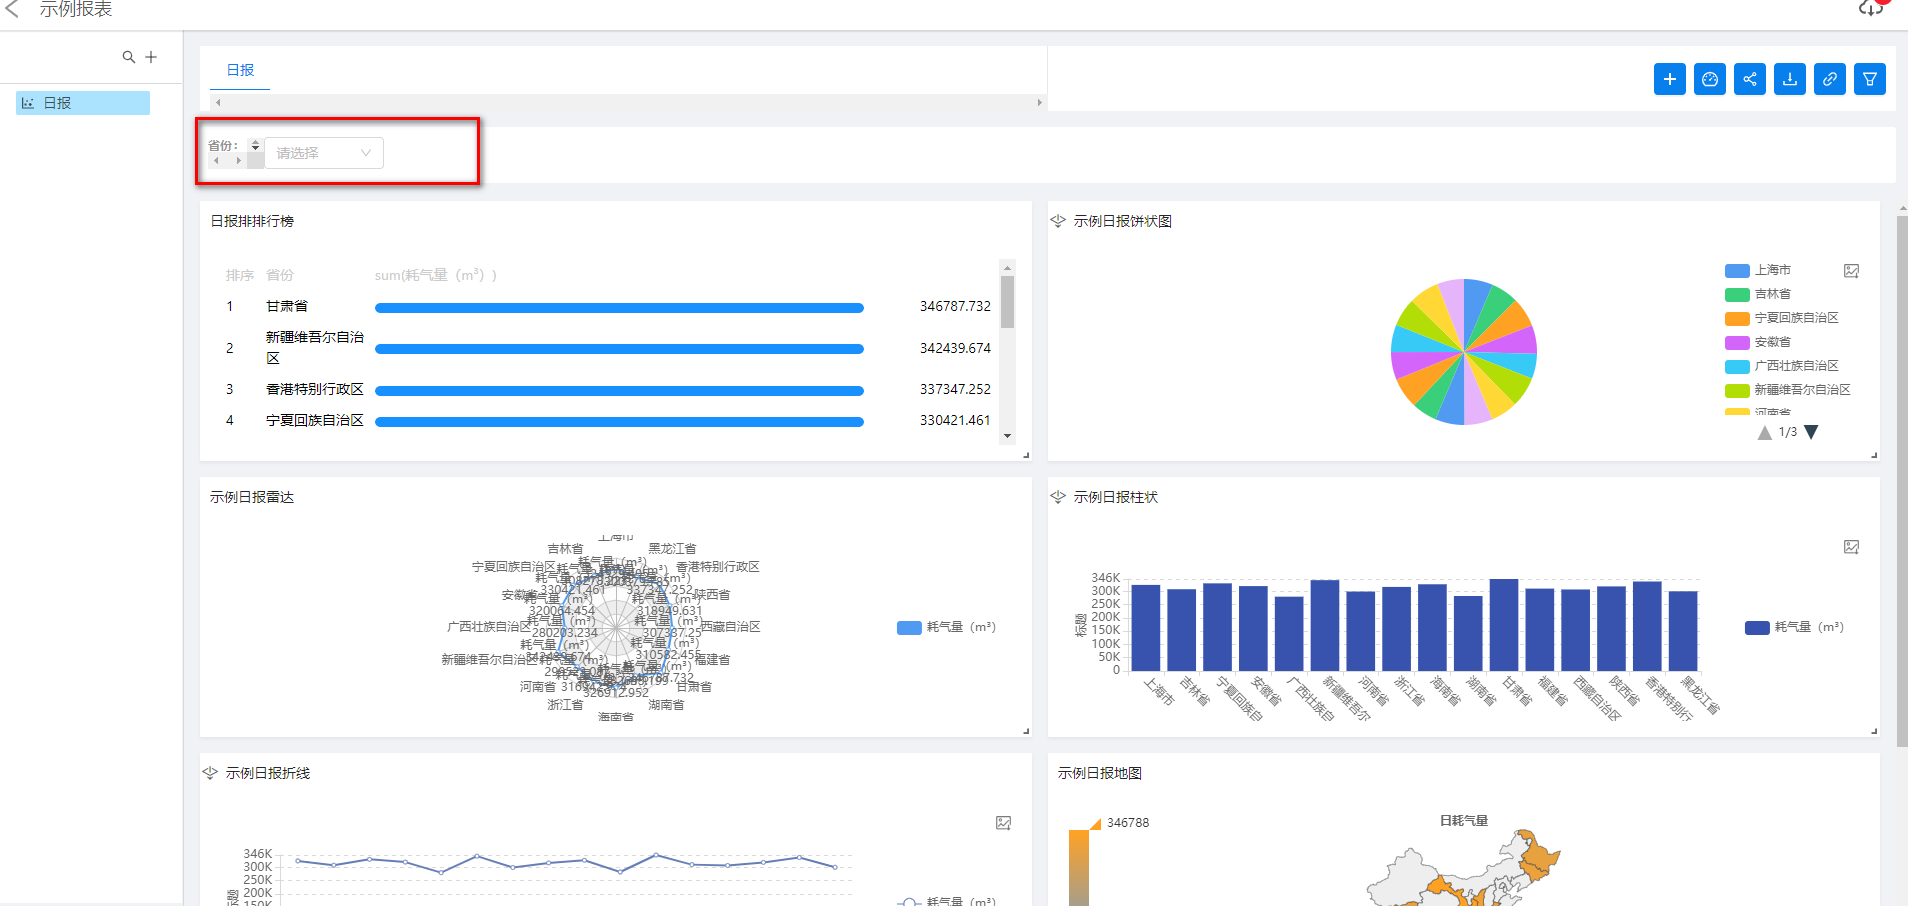 示例报表
日报
日报
省份：
请选择
日报排排行榜
排序 省份 sum(耗气量（m³）)
1 甘肃省 346787.732
2 新疆维吾尔自治区 342439.674
3 香港特别行政区 337347.252
4 宁夏回族自治区 330421.461
示例日报饼状图
上海市
吉林省
宁夏回族自治区
安徽省
广西壮族自治区
新疆维吾尔自治区
河南省
1/3
示例日报雷达
上海市
吉林省
黑龙江省
宁夏回族自治区
香港特别行政区
耗气量（m³）
330421.461
337347.252
安徽省
陕西省
320064.454
318949.631
广西壮族自治区
280203.234
307387.25
西藏自治区
新疆维吾尔自治区
342439.674
310582.455
福建省
河南省
甘肃省
326912.952
浙江省
湖南省
海南省
耗气量（m³）
示例日报柱状
346K
300K
250K
200K
150K
100K
50K
0
标题
上海市
吉林省
宁夏回族自
安徽省
广西壮族自
新疆维吾尔
河南省
浙江省
海南省
湖南省
甘肃省
福建省
西藏自治区
陕西省
香港特别行
黑龙江省
耗气量（m³）
示例日报折线
346K
300K
250K
200K
150K
标题
耗气量（m³）
示例日报地图
346788
日耗气量